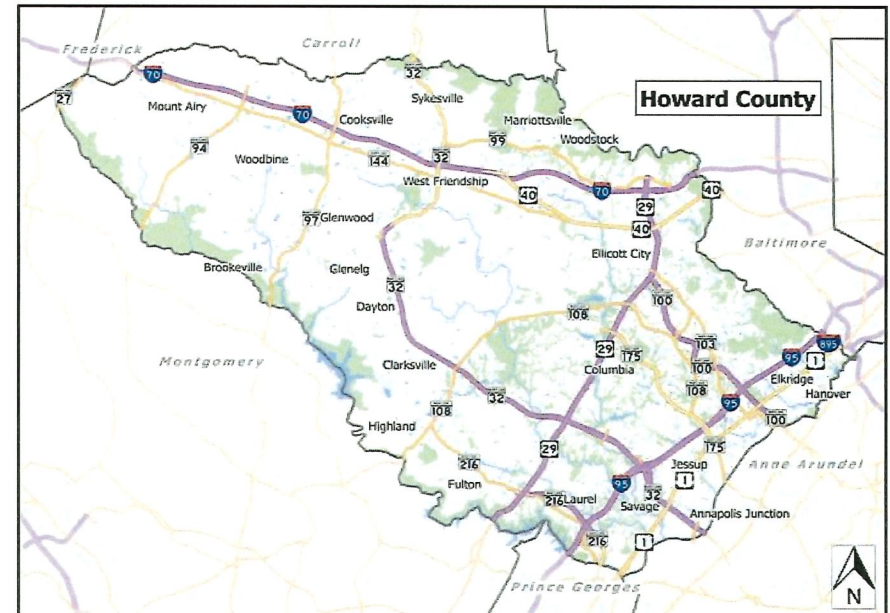 Frederick
Carroll
Howard County
70
32
27
Sykesville
Mount Airy
70
Cooksville
Marriottsville
Woodstock
99
94
Woodbine
144
32
West Friendship
40
70
29
40
40
97
Glenwood
Ellicott City
Baltimore
Brookeville
Glenelg
32
Dayton
100
108
Montgomery
29
175
103
895
95
1
Clarksville
Columbia
100
Elkridge
108
Hanover
32
95
108
100
Highland
29
175
216
Jessup
Anne Arundel
Fulton
95
1
32
216
Laurel
Savage
Annapolis Junction
216
1
Prince Georges
N